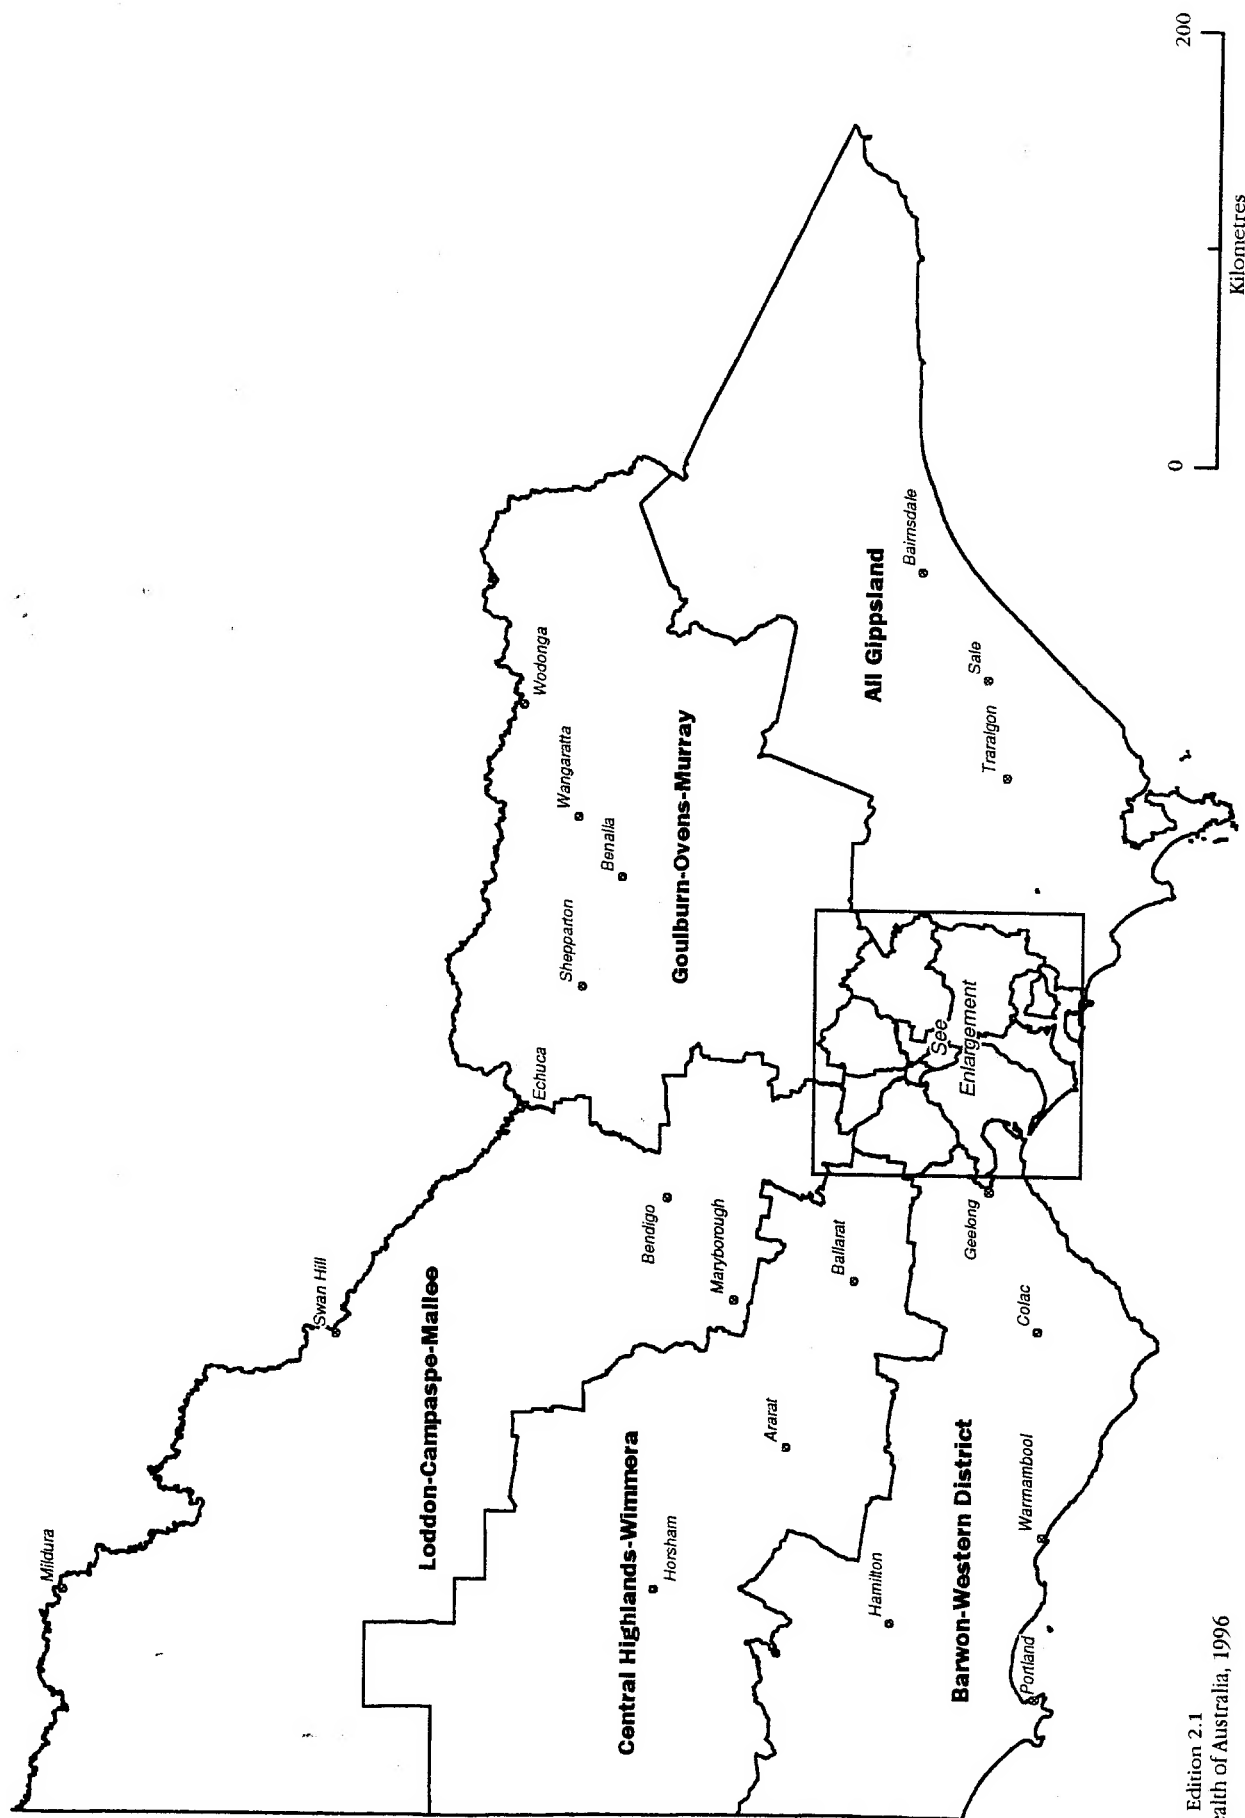 Mildura
Swan Hill
Loddon-Campaspe-Mallee
Echuca
Wodonga
Wangaratta
Shepparton
Benalla
Goulburn-Ovens-Murray
Central Highlands-Wimmera
Horsham
Bendigo
Maryborough
Ararat
Ballarat
All Gippsland
Bairnsdale
Sale
Traralgon
See
Enlargement
Hamilton
Barwon-Western District
Geelong
Colac
Warrnambool
Portland
0
200
Kilometres
Edition 2.1
ealth of Australia, 1996